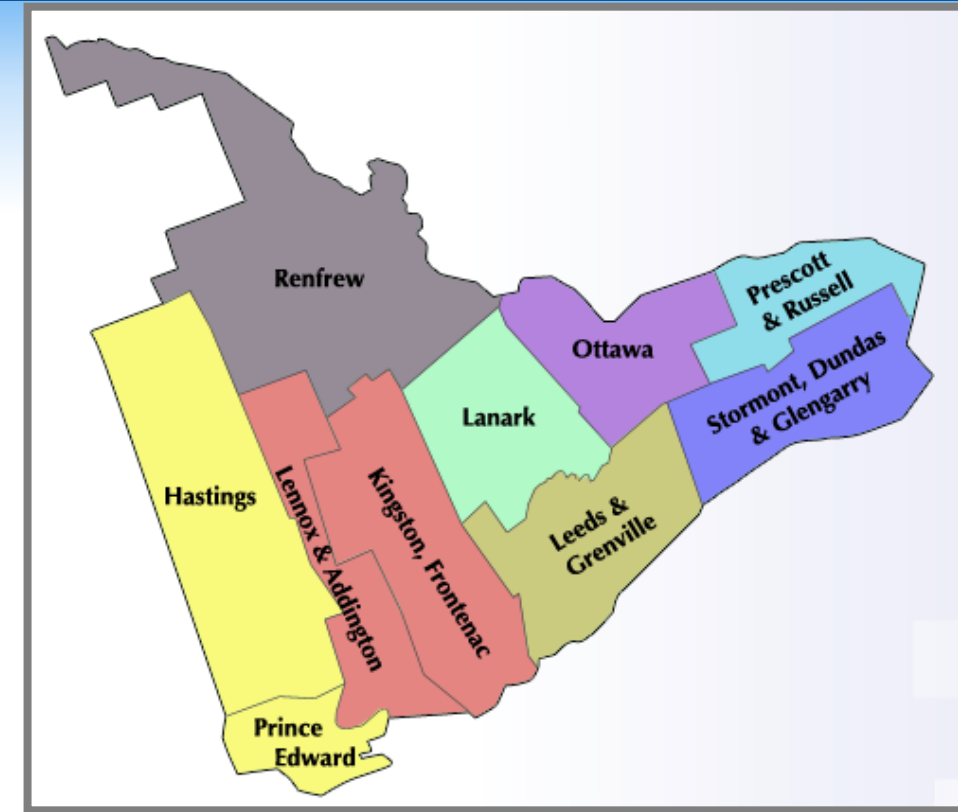 Renfrew
Prescott
& Russell
Ottawa
Stormont, Dundas
& Glengarry
Lanark
Hastings
Lennox & Addington
Kingston, Frontenac
Leeds &
Grenville
Prince
Edward